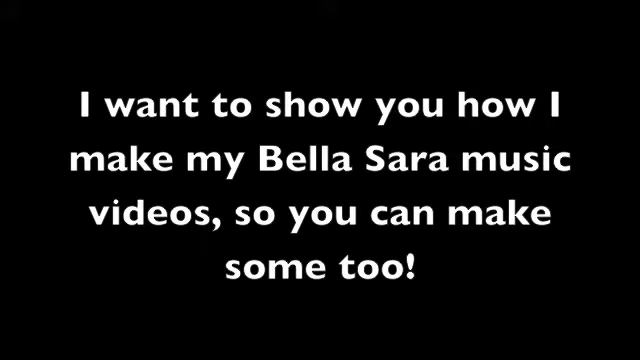 I want to show you how I
make my Bella Sara music
videos, so you can make
some too!